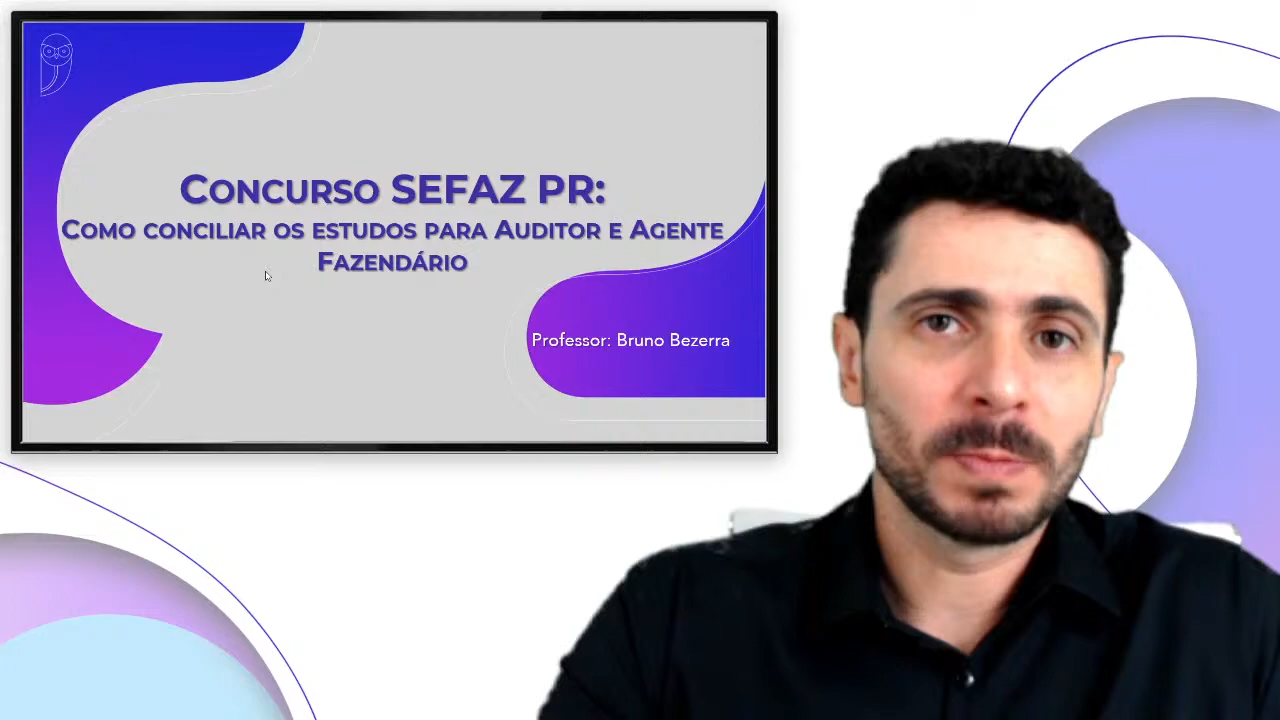 Concurso SEFAZ PR:
Como conciliar os estudos para Auditor e Agente
Fazendário
Professor: Bruno Bezerra